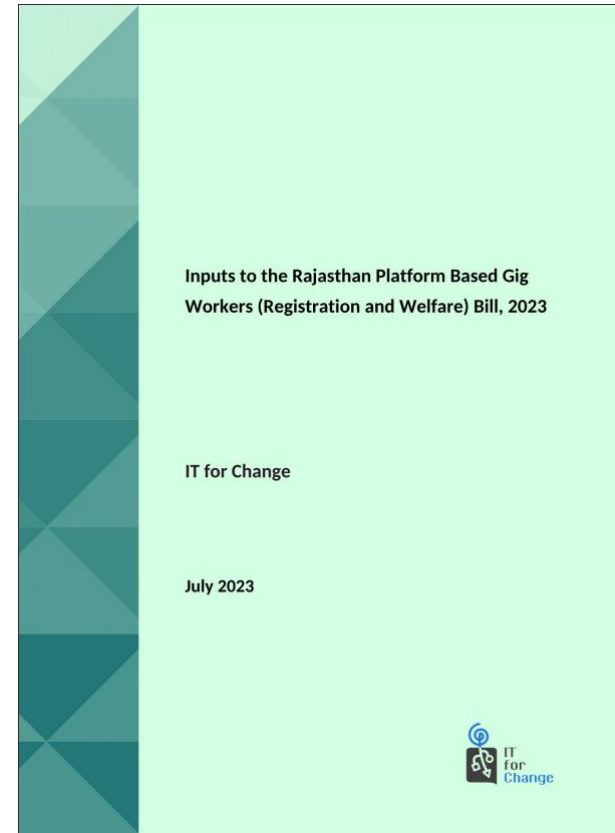 Inputs to the Rajasthan Platform Based Gig
Workers (Registration and Welfare) Bill, 2023
IT for Change
July 2023
IT
for
Change